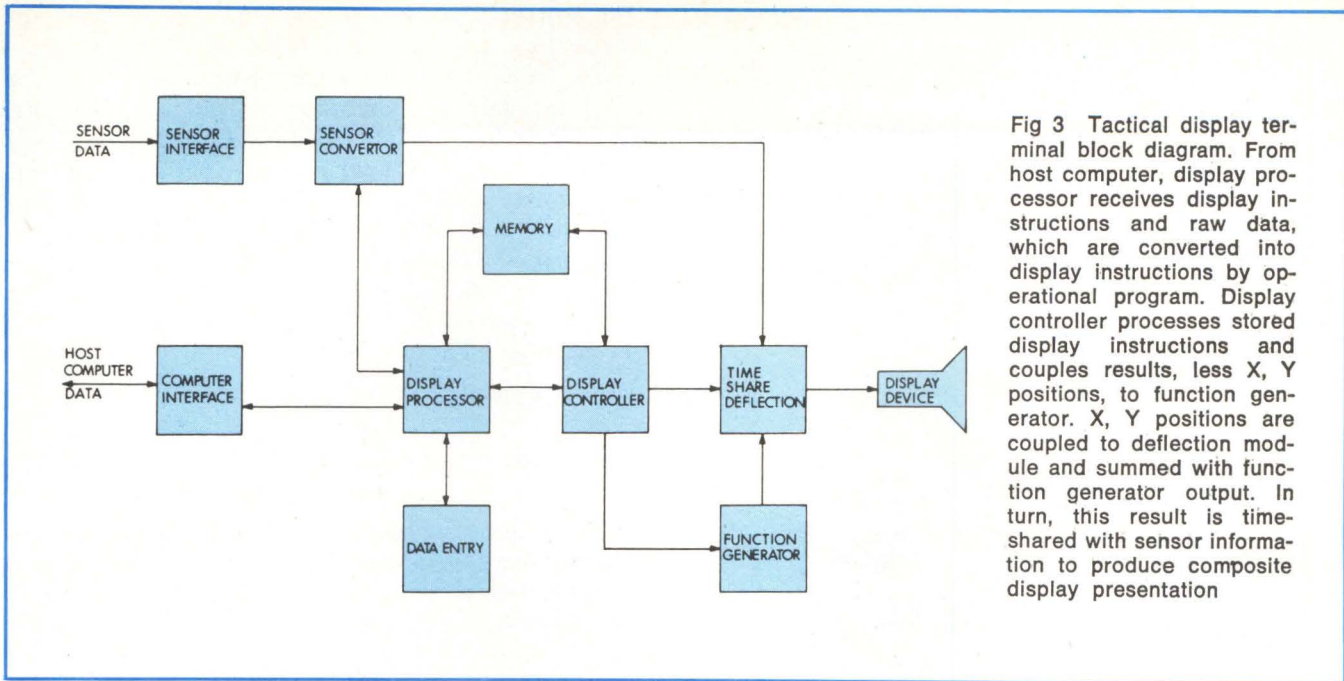 SENSOR
DATA
SENSOR
INTERFACE
SENSOR
CONVERTOR
MEMORY
HOST
COMPUTER
DATA
COMPUTER
INTERFACE
DISPLAY
PROCESSOR
DISPLAY
CONTROLLER
TIME
SHARE
DEFLECTION
DISPLAY
DEVICE
DATA ENTRY
FUNCTION
GENERATOR
Fig 3 Tactical display ter-
minal block diagram. From
host computer, display pro-
cessor receives display in-
structions and raw data,
which are converted into
display instructions by op-
erational program. Display
controller processes stored
display instructions and
couples results, less X, Y
positions, to function gen-
erator. X, Y positions are
coupled to deflection mod-
ule and summed with func-
tion generator output. In
turn, this result is time-
shared with sensor informa-
tion to produce composite
display presentation